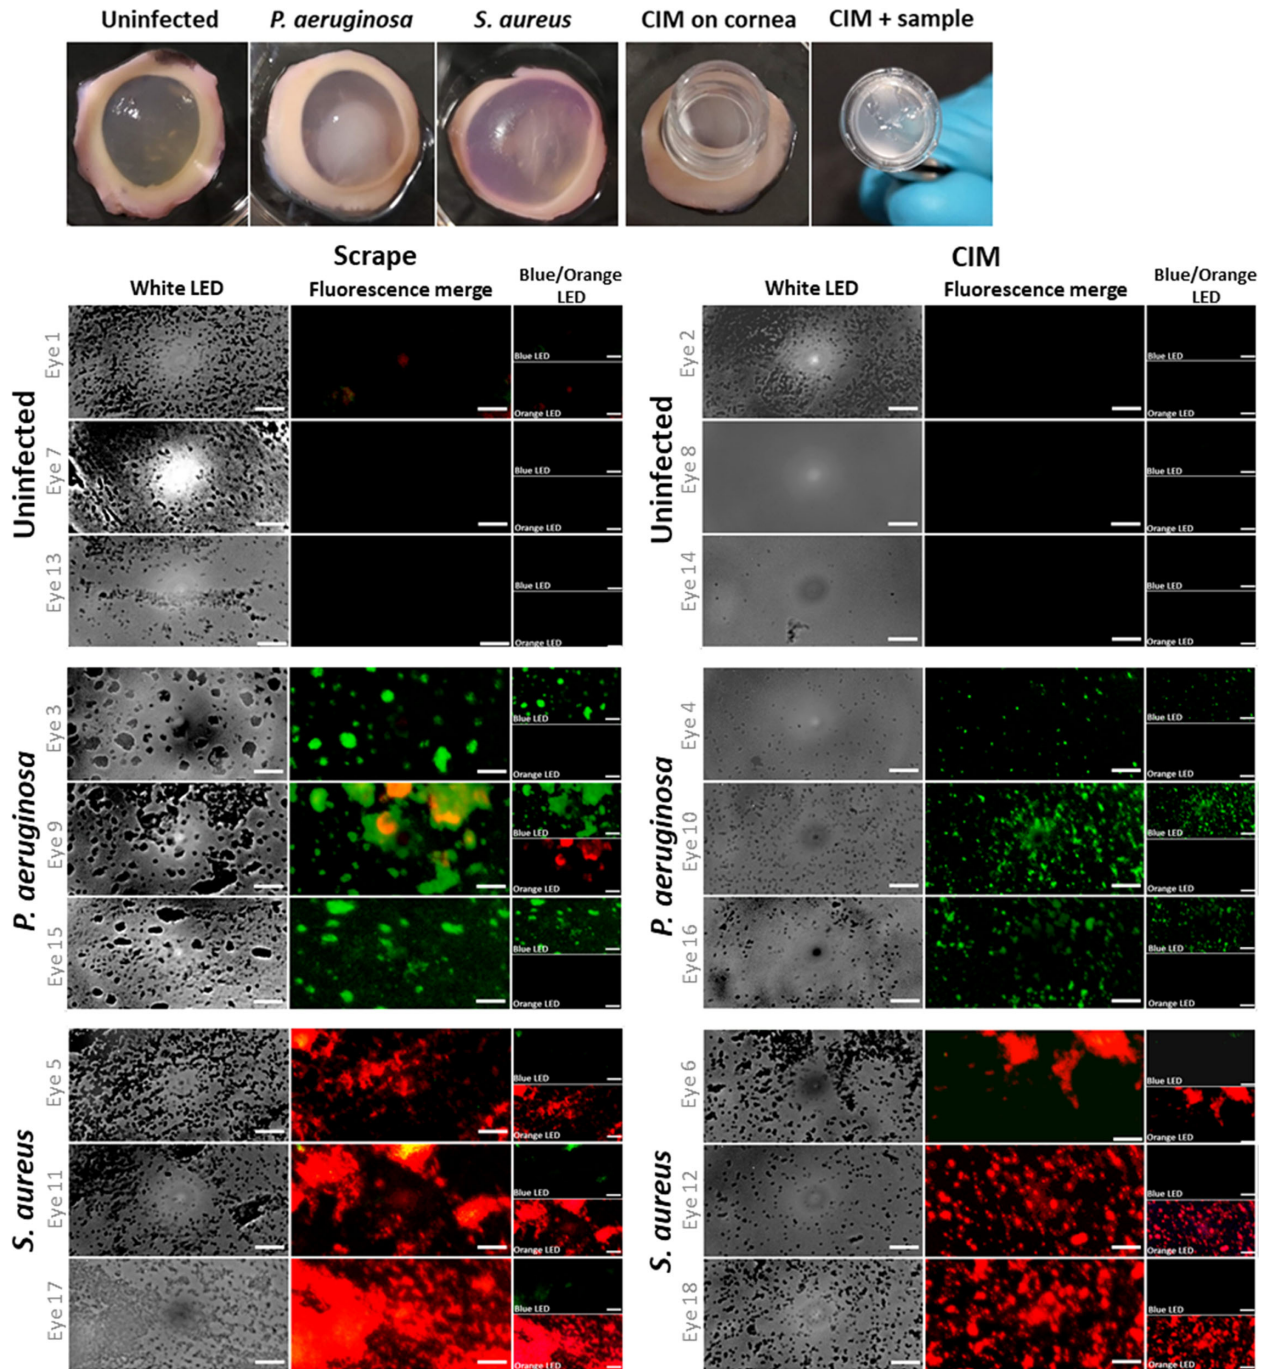 Uninfected
P. aeruginosa
S. aureus
CIM on cornea
CIM + sample
Scrape
White LED
Fluorescence merge
Blue/Orange
LED
CIM
White LED
Fluorescence merge
Blue/Orange
LED
Uninfected
Eye 1
Blue LED
Orange LED
Eye 7
Blue LED
Orange LED
Eye 13
Blue LED
Orange LED
Uninfected
Eye 2
Blue LED
Orange LED
Eye 8
Blue LED
Orange LED
Eye 14
Blue LED
Orange LED
P. aeruginosa
Eye 3
Blue LED
Orange LED
Eye 9
Blue LED
Orange LED
Eye 15
Blue LED
Orange LED
P. aeruginosa
Eye 4
Blue LED
Orange LED
Eye 10
Blue LED
Orange LED
Eye 16
Blue LED
Orange LED
S. aureus
Eye 5
Blue LED
Orange LED
Eye 11
Blue LED
Orange LED
Eye 17
Blue LED
Orange LED
S. aureus
Eye 6
Blue LED
Orange LED
Eye 12
Blue LED
Orange LED
Eye 18
Blue LED
Orange LED